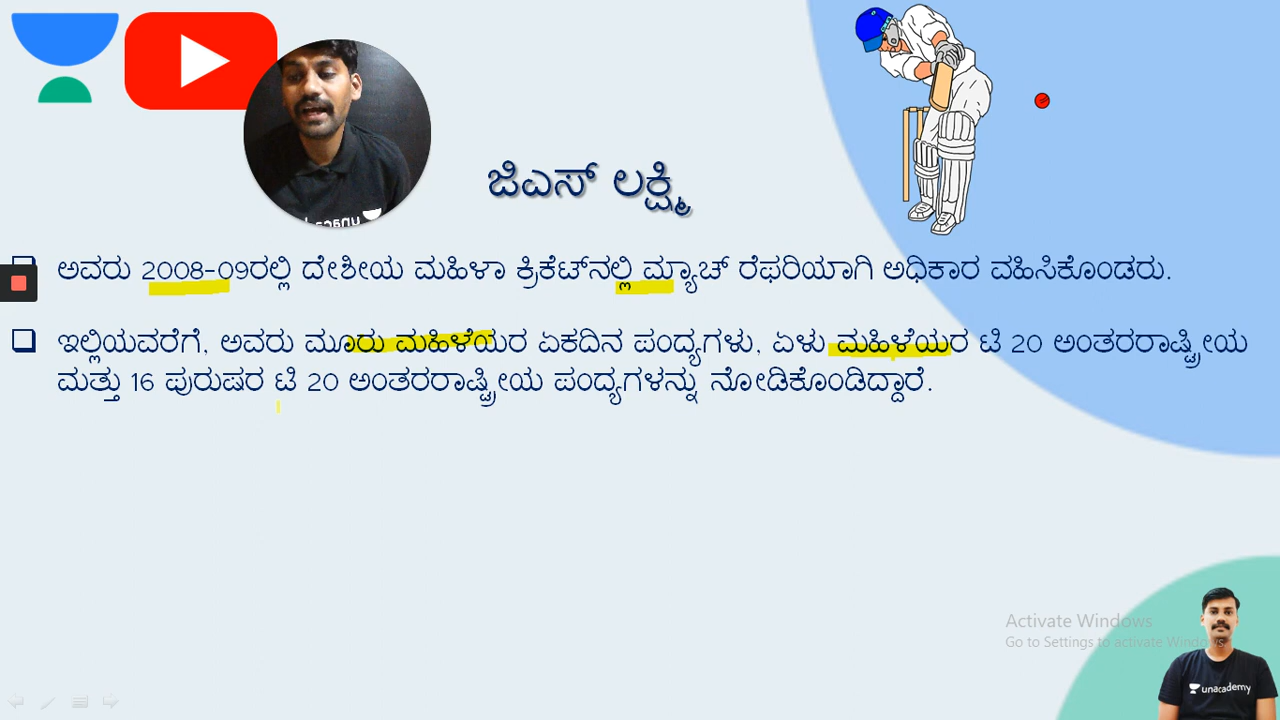 ಜಿಎಸ್ ಲಕ್ಷ್ಮಿ
ಅವರು 2008-09ರಲ್ಲಿ ದೇಶೀಯ ಮಹಿಳಾ ಕ್ರಿಕೆಟ್‌ನಲ್ಲಿ ಮ್ಯಾಚ್ ರೆಫರಿಯಾಗಿ ಅಧಿಕಾರ ವಹಿಸಿಕೊಂಡರು.
ಇಲ್ಲಿಯವರೆಗೆ, ಅವರು ಮೂರು ಮಹಿಳೆಯರ ಏಕದಿನ ಪಂದ್ಯಗಳು, ಏಳು ಮಹಿಳೆಯರ ಟಿ 20 ಅಂತರರಾಷ್ಟ್ರೀಯ
ಮತ್ತು 16 ಪುರುಷರ ಟಿ 20 ಅಂತರರಾಷ್ಟ್ರೀಯ ಪಂದ್ಯಗಳನ್ನು ನೋಡಿಕೊಂಡಿದ್ದಾರೆ.
Activate Windows
Go to Settings to activate Windows.
unacademy